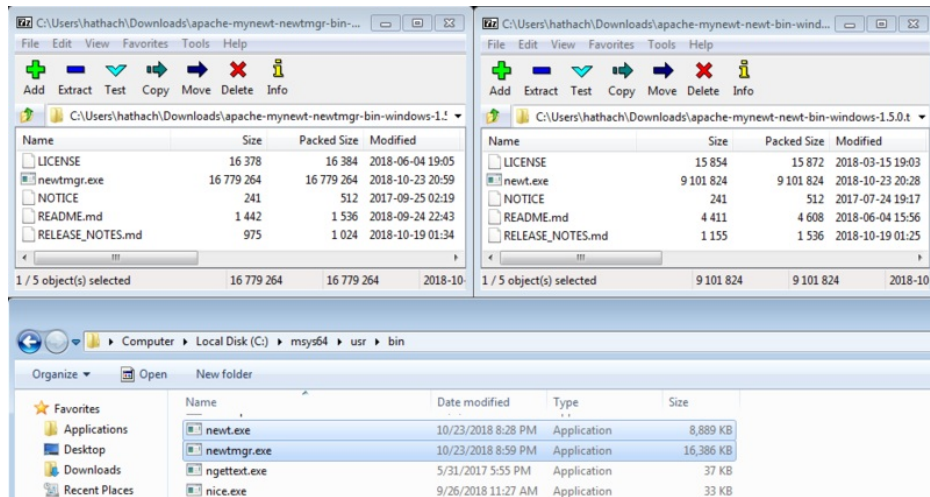 C:\Users\hathach\Downloads\apache-mynewt-newtmgr-bin-...
File Edit View Favorites Tools Help
Add Extract Test Copy Move Delete Info
C:\Users\hathach\Downloads\apache-mynewt-newtmgr-bin-windows-1.5
Name Size Packed Size Modified
LICENSE 16 378 16 384 2018-06-04 19:05
newtmgr.exe 16 779 264 16 779 264 2018-10-23 20:59
NOTICE 241 512 2017-09-25 02:19
README.md 1 442 1 536 2018-09-24 22:43
RELEASE_NOTES.md 975 1 024 2018-10-19 01:34
1 / 5 object(s) selected 16 779 264 16 779 264 2018-10-
C:\Users\hathach\Downloads\apache-mynewt-newt-bin-wind...
File Edit View Favorites Tools Help
Add Extract Test Copy Move Delete Info
C:\Users\hathach\Downloads\apache-mynewt-newt-bin-windows-1.5.0.t
Name Size Packed Size Modified
LICENSE 15 854 15 872 2018-03-15 19:03
newt.exe 9 101 824 9 101 824 2018-10-23 20:28
NOTICE 241 512 2017-07-24 19:17
README.md 4 411 4 608 2018-06-04 15:56
RELEASE_NOTES.md 1 155 1 536 2018-10-19 01:25
1 / 5 object(s) selected 9 101 824 9 101 824 2018-10
Computer Local Disk (C:) msys64 usr bin
Organize Open New folder
Favorites
Applications
Desktop
Downloads
Recent Places
Name Date modified Type Size
newt.exe 10/23/2018 8:28 PM Application 8,889 KB
newtmgr.exe 10/23/2018 8:59 PM Application 16,386 KB
ngettext.exe 5/31/2017 5:55 PM Application 37 KB
nice.exe 9/26/2018 11:27 AM Application 33 KB